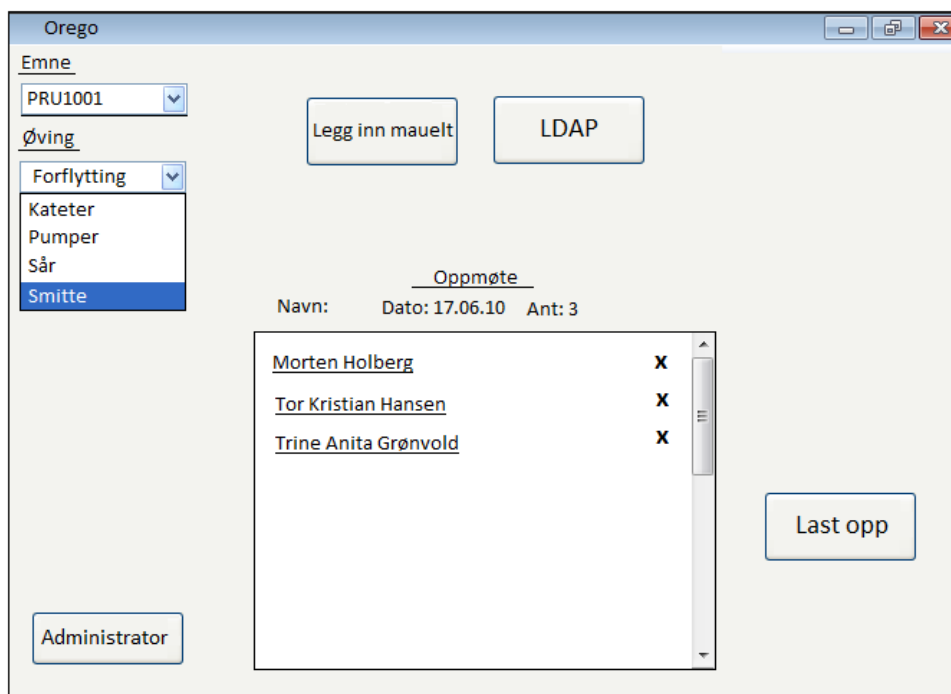 Orego
Emne
PRU1001
Øving
Forflytting
Kateter
Pumper
Sår
Smitte
Legg inn mauelt
LDAP
Oppmøte
Navn: Dato: 17.06.10 Ant: 3
Morten Holberg X
Tor Kristian Hansen X
Trine Anita Grønvold X
Last opp
Administrator